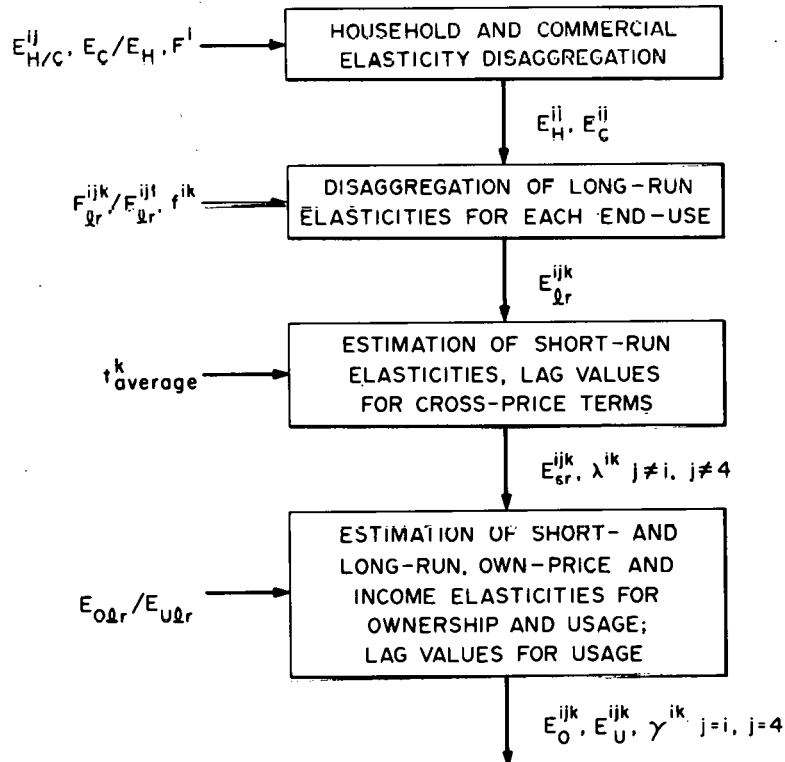 E_{H/C}^{ij}, E_C/E_H, F^i
HOUSEHOLD AND COMMERCIAL
ELASTICITY DISAGGREGATION
E_H^{ij}, E_C^{ij}
F_{ℓr}^{ijk}/E_{ℓr}^{ij1}, f^{ik}
DISAGGREGATION OF LONG-RUN
ELASTICITIES FOR EACH END-USE
E_{ℓr}^{ijk}
t_{average}^k
ESTIMATION OF SHORT-RUN
ELASTICITIES, LAG VALUES
FOR CROSS-PRICE TERMS
E_{sr}^{ijk}, λ^{ik} j≠i, j≠4
E_{Oℓr}/E_{Uℓr}
ESTIMATION OF SHORT- AND
LONG-RUN, OWN-PRICE AND
INCOME ELASTICITIES FOR
OWNERSHIP AND USAGE;
LAG VALUES FOR USAGE
E_O^{ijk}, E_U^{ijk}, γ^{ik} j=i, j=4